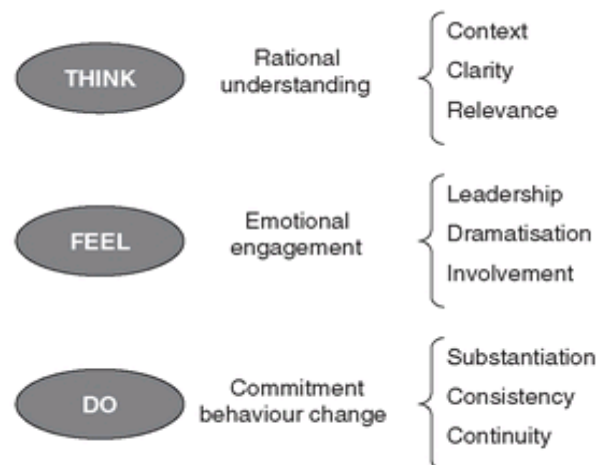 THINK
Rational
understanding
Context
Clarity
Relevance
FEEL
Emotional
engagement
Leadership
Dramatisation
Involvement
DO
Commitment
behaviour change
Substantiation
Consistency
Continuity